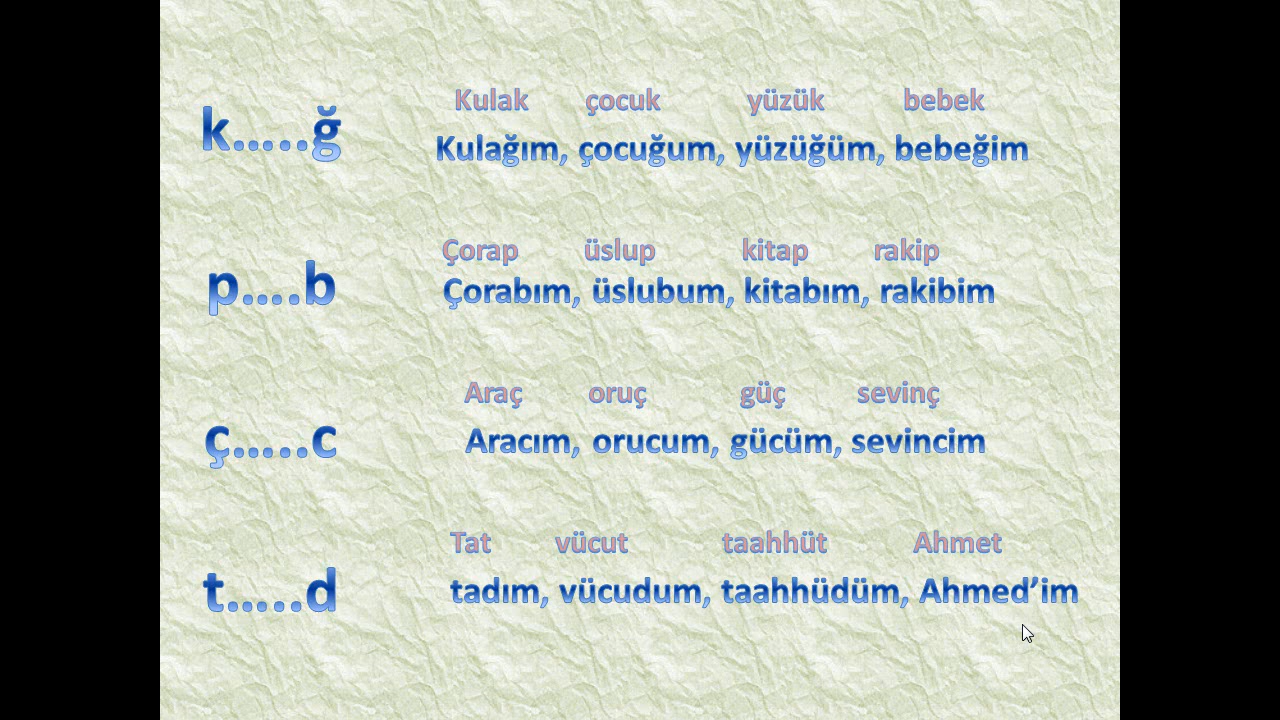 Kulak çocuk yüzük bebek
k.....ğ
Kulağım, çocuğum, yüzüğüm, bebeğim
Çorap üslup kitap rakip
p....b
Çorabım, üslubum, kitabım, rakibim
Araç oruç güç sevinç
ç.....c
Aracım, orucum, gücüm, sevincim
Tat vücut taahhüt Ahmet
t.....d
tadım, vücudum, taahhüdüm, Ahmed’im